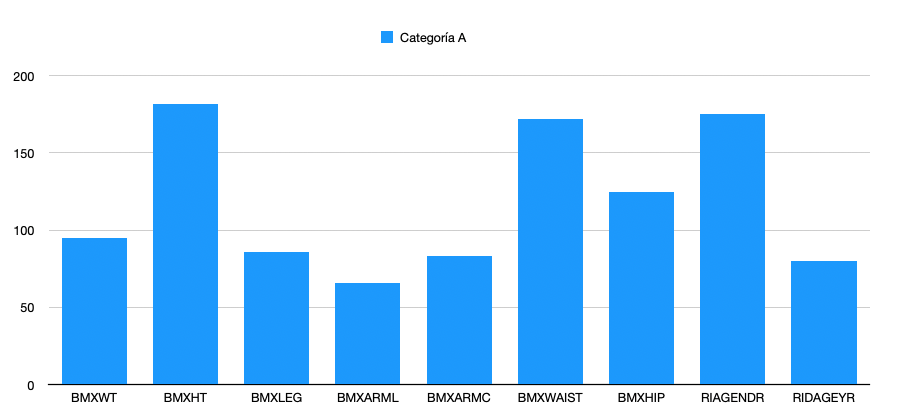 Categoría A
200
150
100
50
0
BMXWT BMXHT BMXLEG BMXARML BMXARMC BMXWAIST BMXHIP RIAGENDR RIDAGEYR